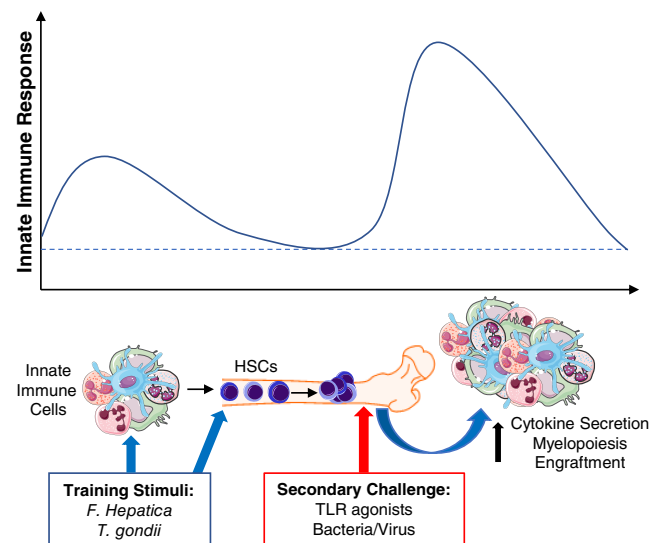 Innate Immune Response
HSCs
Innate
Immune
Cells
Cytokine Secretion
Myelopoiesis
Engraftment
Training Stimuli:
F. Hepatica
T. gondii
Secondary Challenge:
TLR agonists
Bacteria/Virus